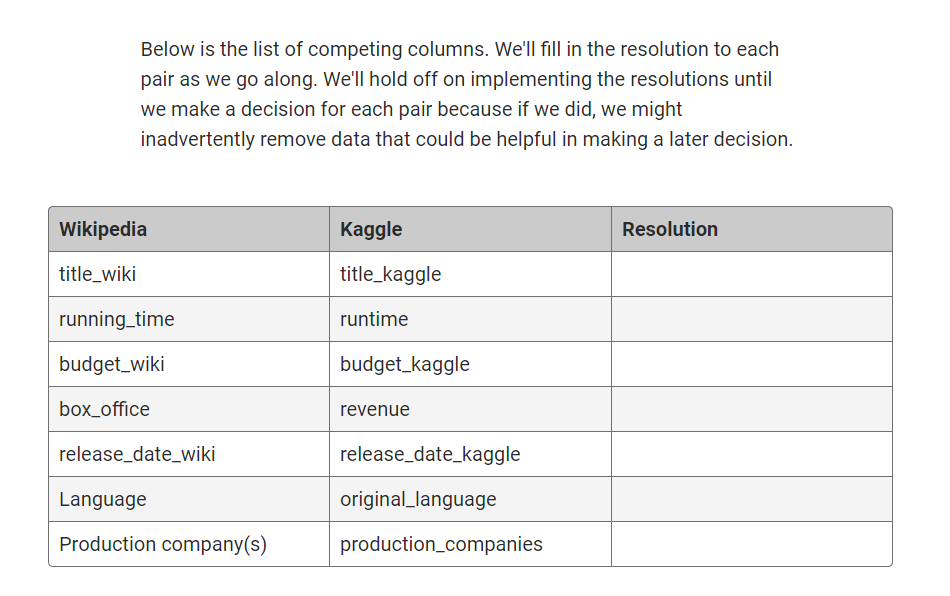 Below is the list of competing columns. We'll fill in the resolution to each
pair as we go along. We'll hold off on implementing the resolutions until
we make a decision for each pair because if we did, we might
inadvertently remove data that could be helpful in making a later decision.
Wikipedia Kaggle Resolution
title_wiki title_kaggle
running_time runtime
budget_wiki budget_kaggle
box_office revenue
release_date_wiki release_date_kaggle
Language original_language
Production company(s) production_companies